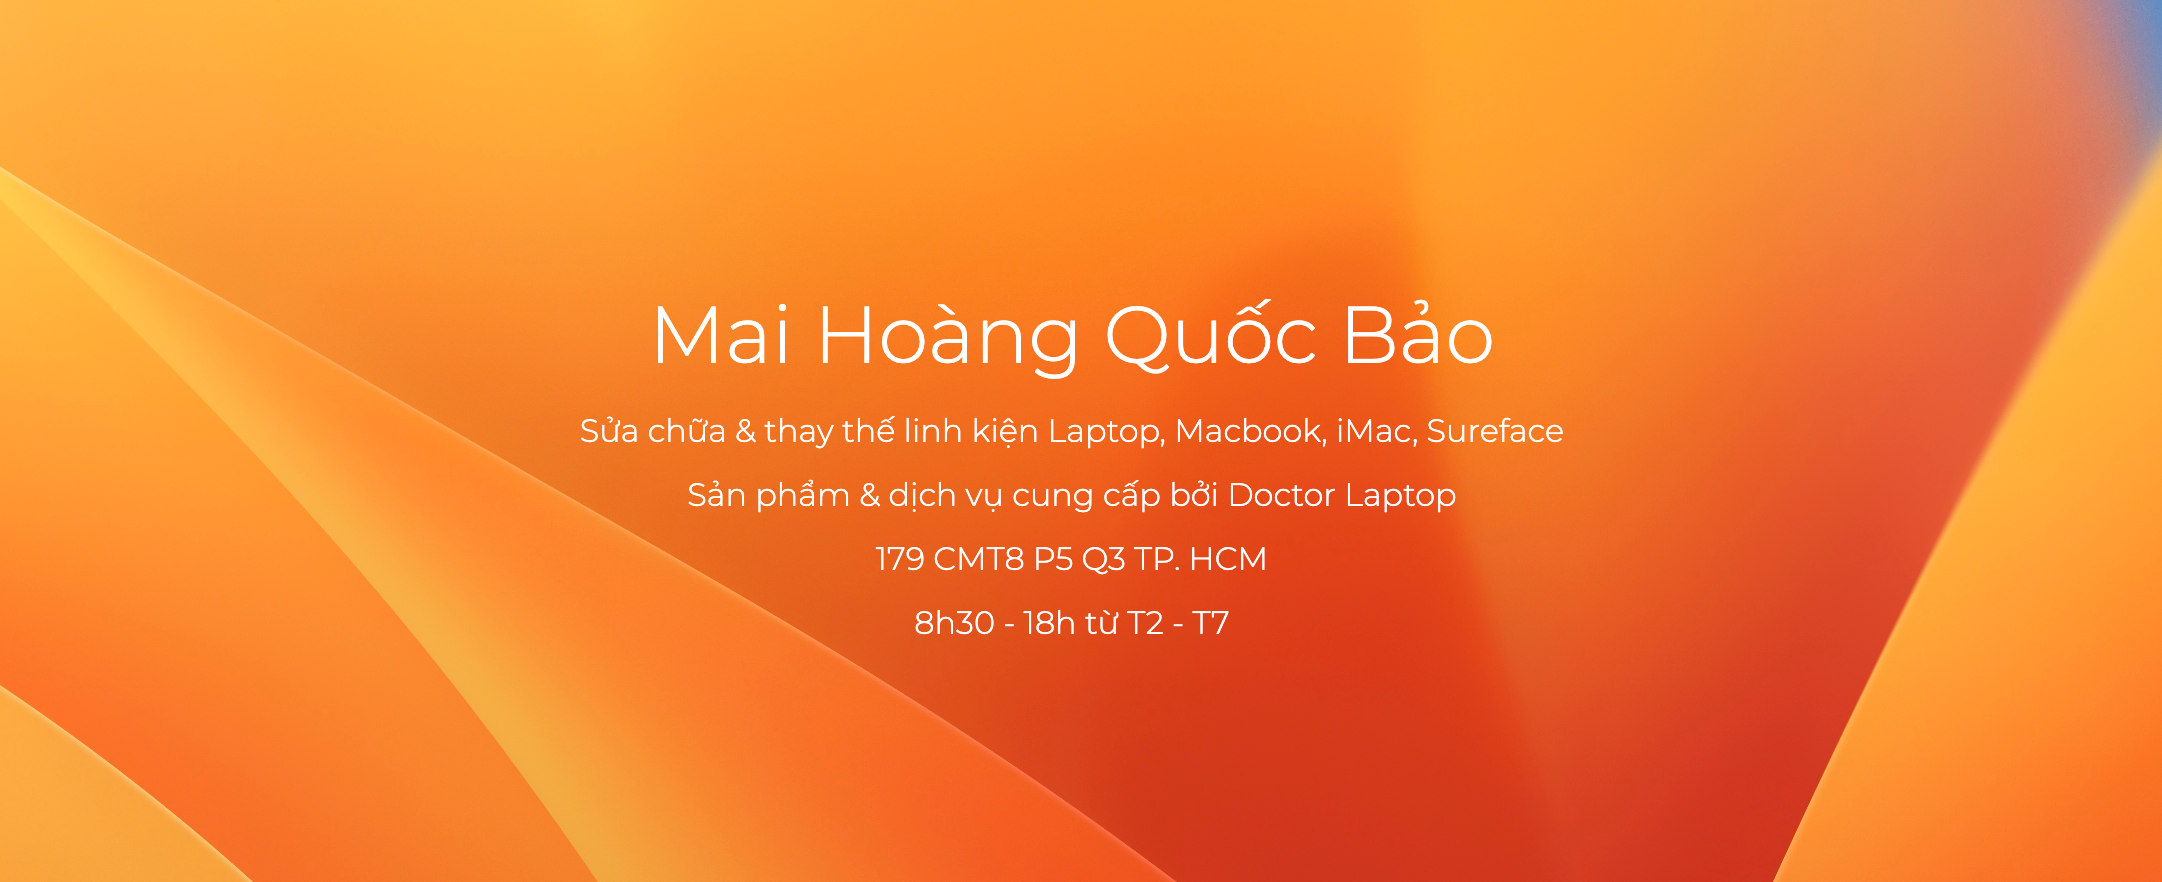 Mai Hoàng Quốc Bảo
Sửa chữa & thay thế linh kiện Laptop, Macbook, iMac, Sureface
Sản phẩm & dịch vụ cung cấp bởi Doctor Laptop
179 CMT8 P5 Q3 TP. HCM
8h30 - 18h từ T2 - T7